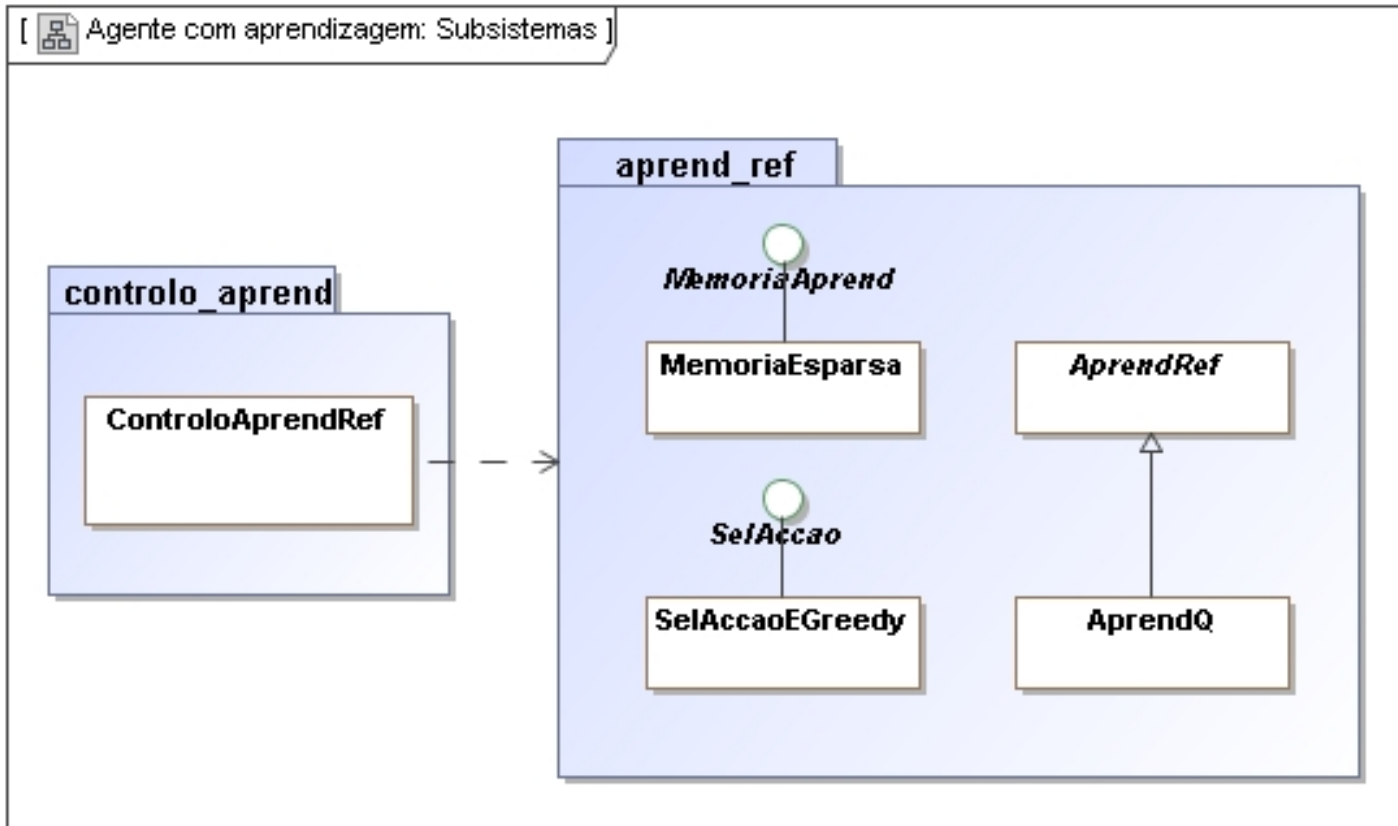 [ Agente com aprendizagem: Subsistemas ]
aprend_ref
MemoriaAprend
controlo_aprend
MemoriaEsparsa
AprendRef
ControloAprendRef
SelAccao
SelAccaoEGreedy
AprendQ